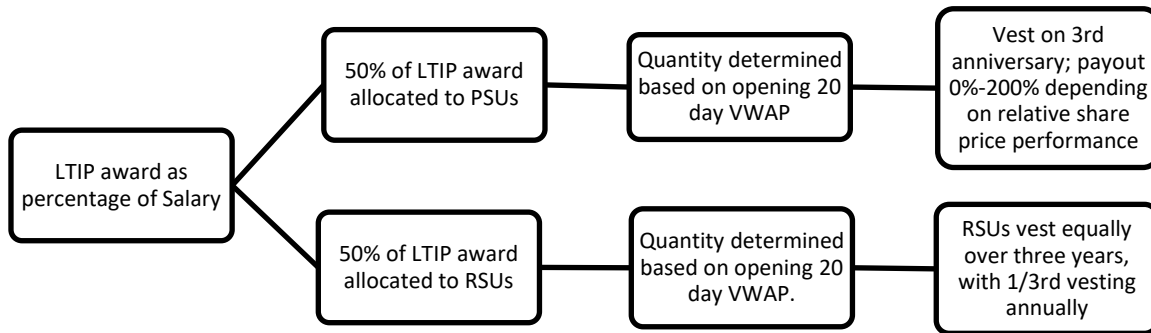 LTIP award as
percentage of Salary
50% of LTIP award
allocated to PSUs
Quantity determined
based on opening 20
day VWAP
Vest on 3rd
anniversary; payout
0%-200% depending
on relative share
price performance
50% of LTIP award
allocated to RSUs
Quantity determined
based on opening 20
day VWAP.
RSUs vest equally
over three years,
with 1/3rd vesting
annually